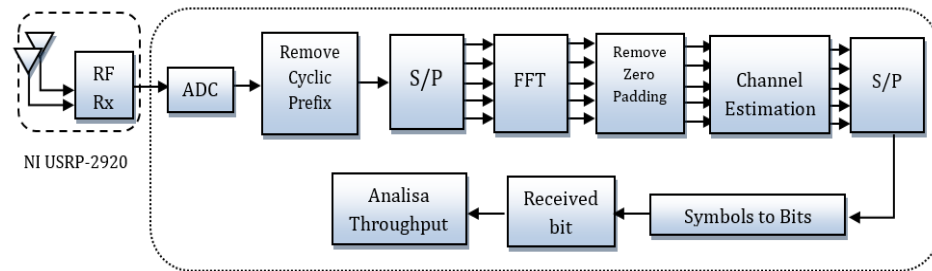 RF
Rx
NI USRP-2920
ADC
Remove
Cyclic
Prefix
S/P
FFT
Remove
Zero
Padding
Channel
Estimation
S/P
Analisa
Throughput
Received
bit
Symbols to Bits